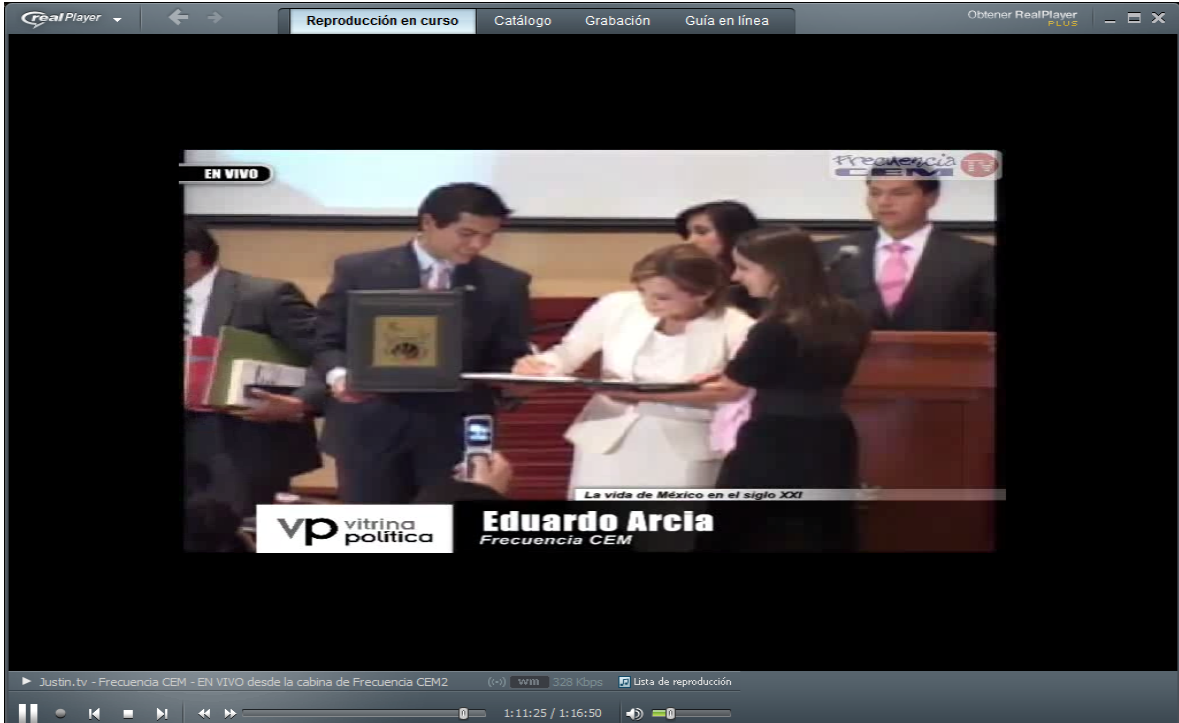 realPlayer
Reproducción en curso
Catálogo
Grabación
Guía en línea
Obtener RealPlayer
PLUS
EN VIVO
Frecuencia
CEM TV
La vida de México en el siglo XXI
vp vitrina
política
Eduardo Arcia
Frecuencia CEM
Justin.tv - Frecuencia CEM - EN VIVO desde la cabina de Frecuencia CEM2
wm 328 Kbps
Lista de reproducción
1:11:25 / 1:16:50